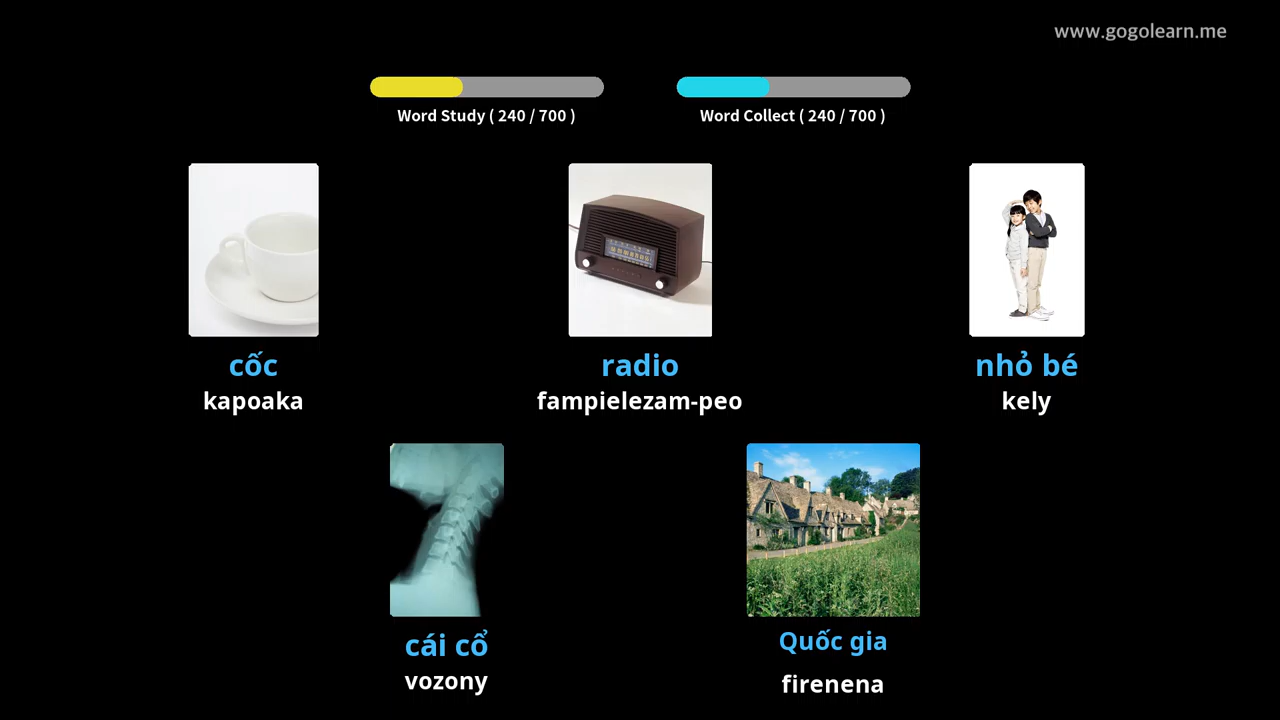 www.gogolearn.me
Word Study ( 240 / 700 )
Word Collect ( 240 / 700 )
cốc
kapoaka
radio
fampielezam-peo
nhỏ bé
kely
cái cổ
vozony
Quốc gia
firenena